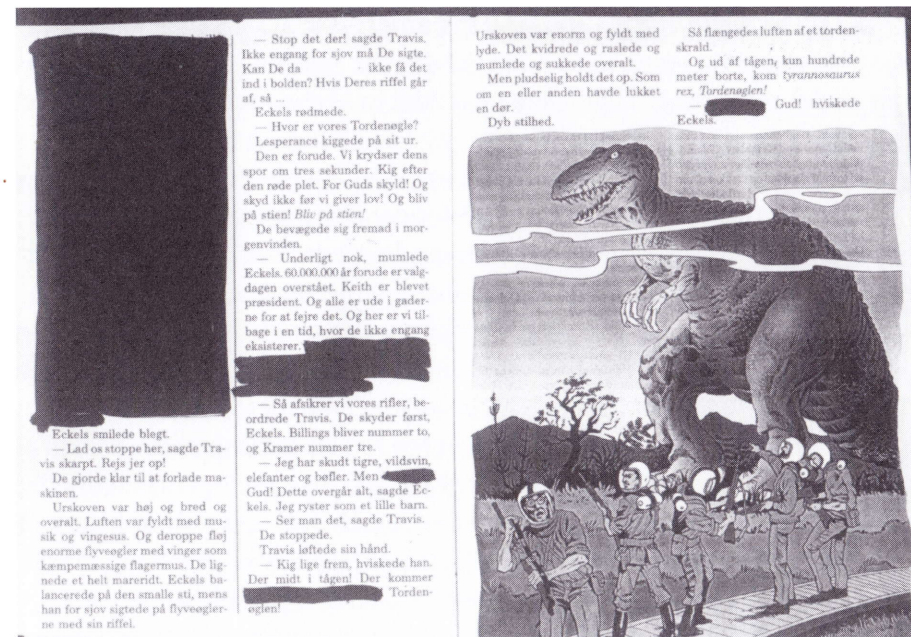 Eckels smilede blegt.
— Lad os stoppe her, sagde Tra-
vis skarpt. Rejs jer op!
De gjorde klar til at forlade ma-
skinen.
Urskoven var høj og bred og
overalt. Luften var fyldt med mu-
sik og vingesus. Og deroppe fløj
enorme flyveøgler med vinger som
kæmpemæssige flagermus. De lig-
nede et helt mareridt. Eckels ba-
lancerede på den smalle sti, mens
han for sjov sigtede på flyveøgler-
ne med sin riffel.
— Stop det der! sagde Travis.
Ikke engang for sjov må De sigte.
Kan De da ikke få det
ind i bolden? Hvis Deres riffel går
af, så ...
Eckels rødmede.
— Hvor er vores Tordenøgle?
Lesperance kiggede på sit ur.
Den er forude. Vi krydser dens
spor om tres sekunder. Kig efter
den røde plet. For Guds skyld! Og
skyd ikke før vi giver lov! Og bliv
på stien! Bliv på stien!
De bevægede sig fremad i mor-
genvinden.
— Underligt nok, mumlede
Eckels. 60.000.000 år forude er valg-
dagen overstået. Keith er blevet
præsident. Og alle er ude i gader-
ne for at fejre det. Og her er vi til-
bage i en tid, hvor de ikke engang
eksisterer.
— Så afsikrer vi vores rifler, be-
ordrede Travis. De skyder først,
Eckels. Billings bliver nummer to,
og Kramer nummer tre.
— Jeg har skudt tigre, vildsvin,
elefanter og bøfler. Men
Gud! Dette overgår alt, sagde Ec-
kels. Jeg ryster som et lille barn.
— Ser man det, sagde Travis.
De stoppede.
Travis løftede sin hånd.
— Kig lige frem, hviskede han.
Der midt i tågen! Der kommer
Torden-
øglen!
Urskoven var enorm og fyldt med
lyde. Det kvidrede og raslede og
mumlede og sukkede overalt.
Men pludselig holdt det op. Som
om en eller anden havde lukket
en dør.
Dyb stilhed.
Så flængedes luften af et torden-
skrald.
Og ud af tågen, kun hundrede
meter borte, kom tyrannosaurus
rex, Tordenøglen!
— Gud! hviskede
Eckels.